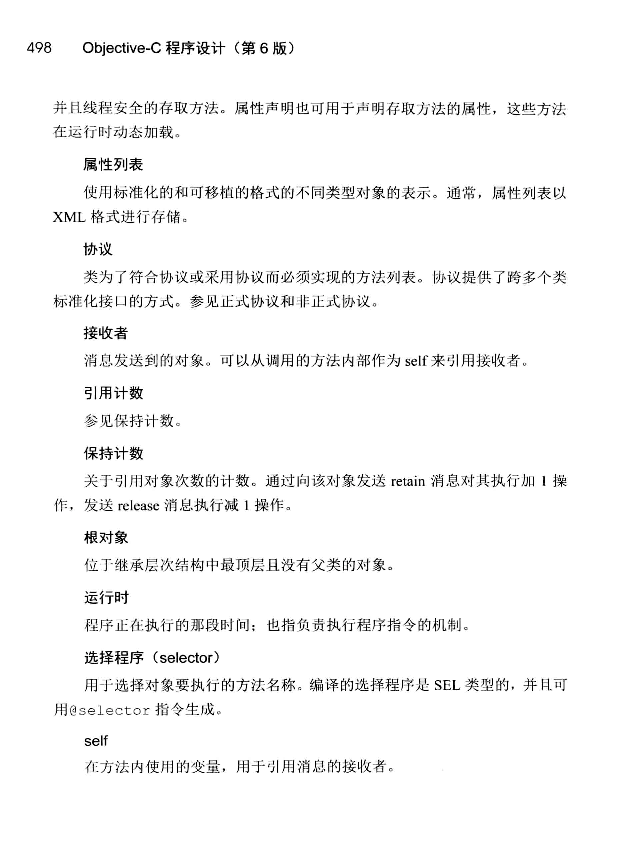 498 Objective-C 程序设计（第 6 版）
并且线程安全的存取方法。属性声明也可用于声明存取方法的属性，这些方法
在运行时动态加载。
属性列表
使用标准化的和可移植的格式的不同类型对象的表示。通常，属性列表以
XML 格式进行存储。
协议
类为了符合协议或采用协议而必须实现的方法列表。协议提供了跨多个类
标准化接口的方式。参见正式协议和非正式协议。
接收者
消息发送到的对象。可以从调用的方法内部作为 self 来引用接收者。
引用计数
参见保持计数。
保持计数
关于引用对象次数的计数。通过向该对象发送 retain 消息对其执行加 1 操
作，发送 release 消息执行减 1 操作。
根对象
位于继承层次结构中最顶层且没有父类的对象。
运行时
程序正在执行的那段时间；也指负责执行程序指令的机制。
选择程序（selector）
用于选择对象要执行的方法名称。编译的选择程序是 SEL 类型的，并且可
用@selector 指令生成。
self
在方法内使用的变量，用于引用消息的接收者。